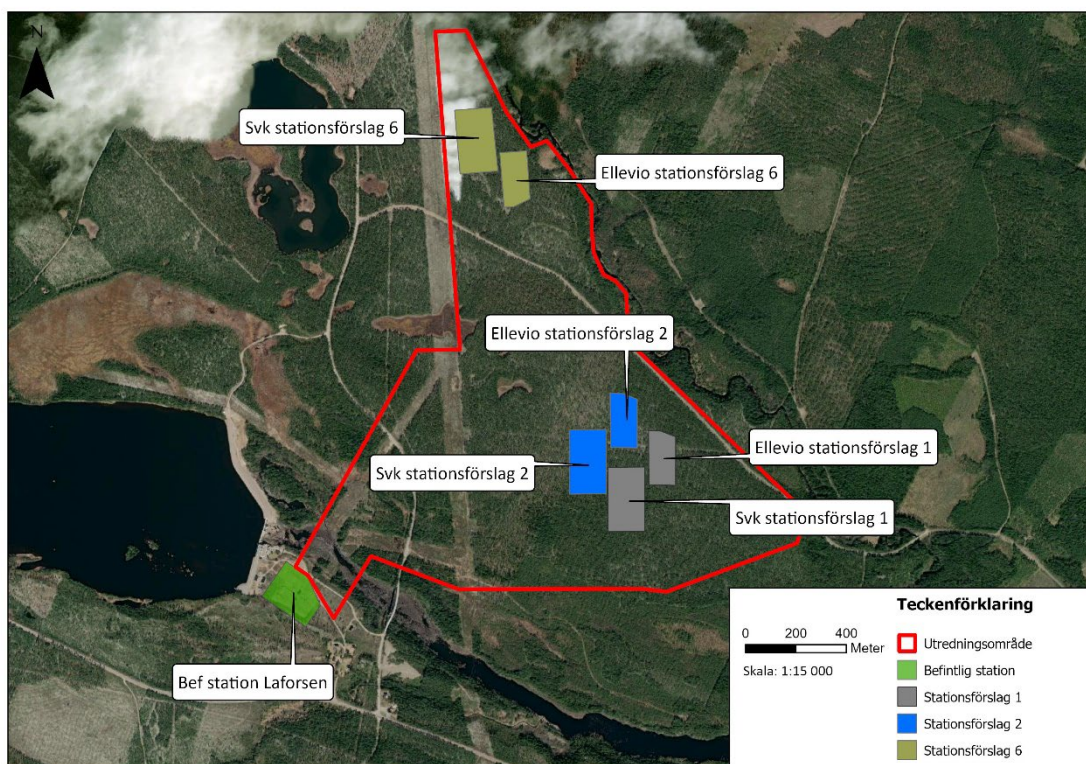 N
Svk stationsförslag 6
Ellevio stationsförslag 6
Ellevio stationsförslag 2
Ellevio stationsförslag 1
Svk stationsförslag 2
Svk stationsförslag 1
Bef station Laforsen
Teckenförklaring
0 200 400
Meter
Skala: 1:15 000
Utredningsområde
Befintlig station
Stationsförslag 1
Stationsförslag 2
Stationsförslag 6